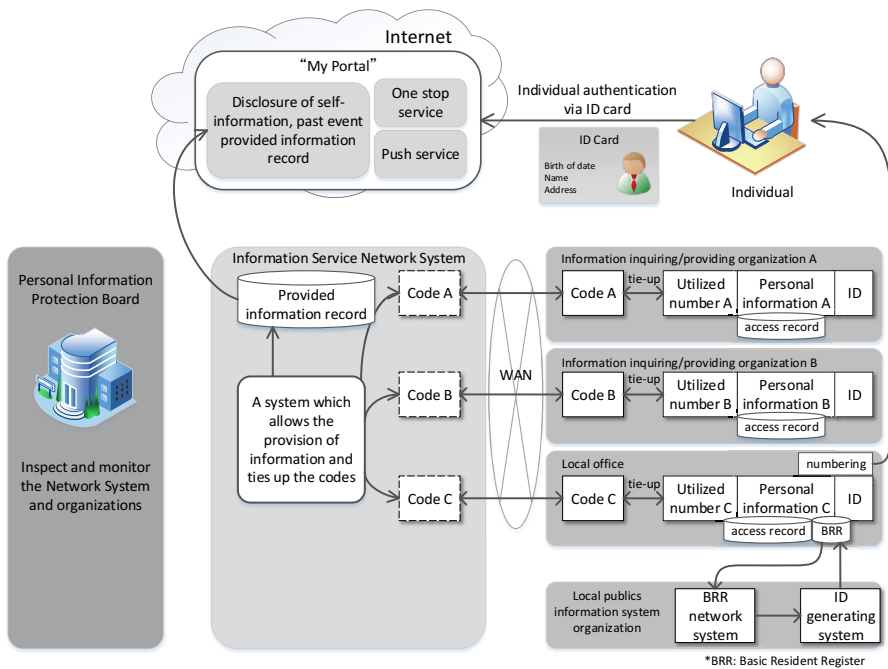 Internet
“My Portal”
Disclosure of self-
information, past event
provided information
record
One stop
service
Push service
Individual authentication
via ID card
ID Card
Birth of date
Name
Address
Individual
Personal Information
Protection Board
Inspect and monitor
the Network System
and organizations
Information Service Network System
Provided
information record
A system which
allows the
provision of
information and
ties up the codes
Code A
Code B
Code C
WAN
Information inquiring/providing organization A
Code A
tie-up
Utilized
number A
Personal
information A
ID
access record
Information inquiring/providing organization B
Code B
tie-up
Utilized
number B
Personal
information B
ID
access record
Local office
numbering
Code C
tie-up
Utilized
number C
Personal
information C
ID
access record
BRR
Local publics
information system
organization
BRR
network
system
ID
generating
system
*BRR: Basic Resident Register